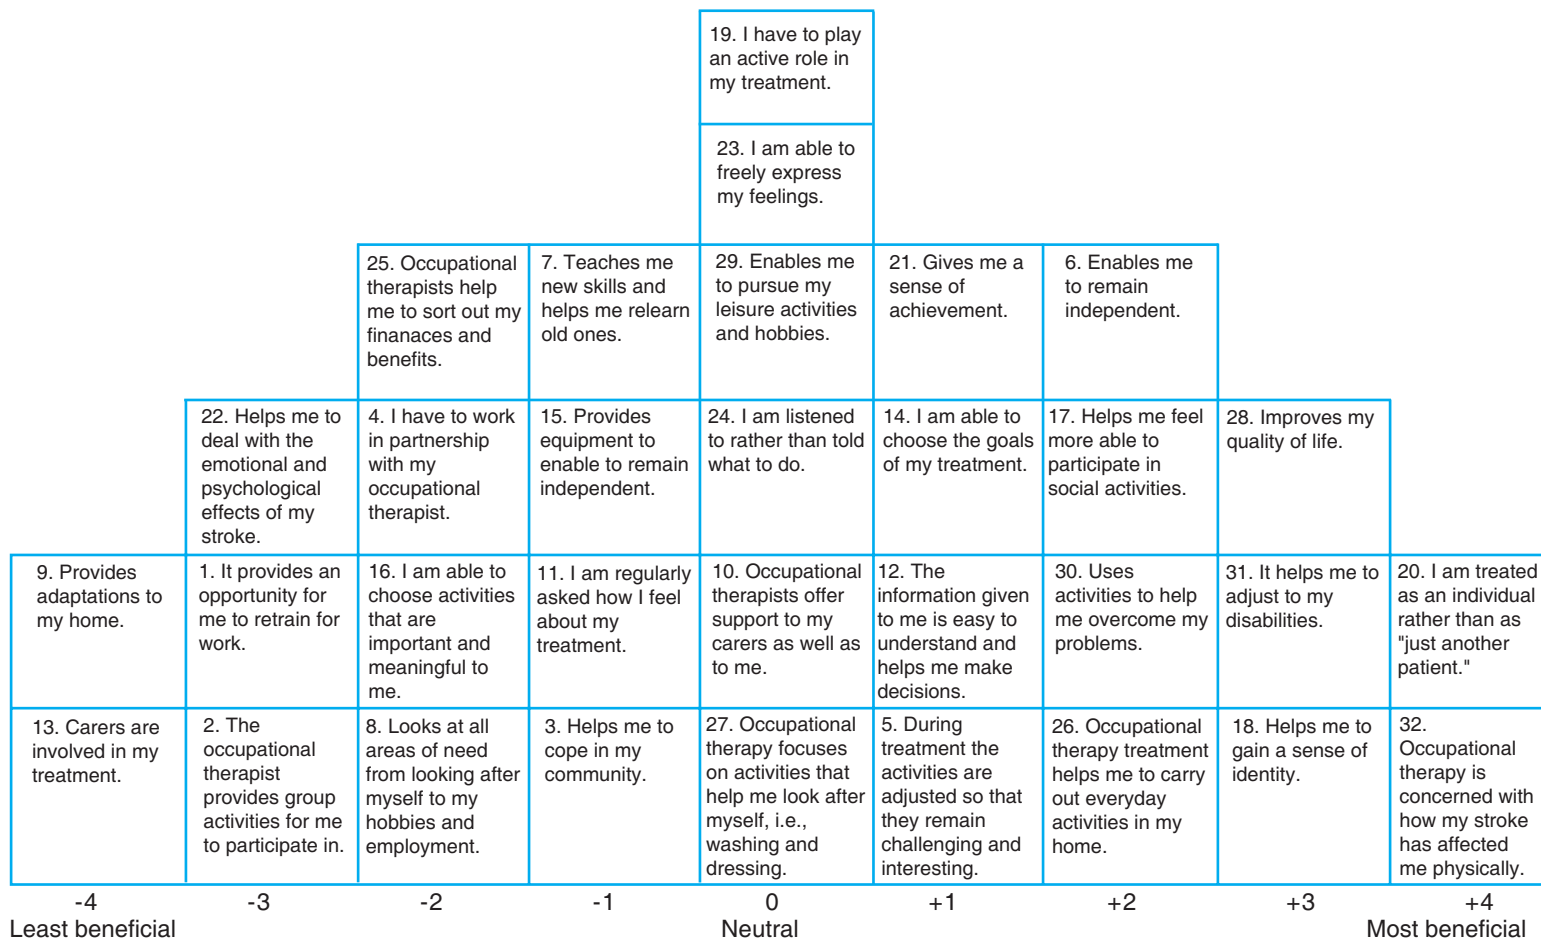 19. I have to play
an active role in
my treatment.
23. I am able to
freely express
my feelings.
25. Occupational
therapists help
me to sort out my
finanaces and
benefits.
7. Teaches me
new skills and
helps me relearn
old ones.
29. Enables me
to pursue my
leisure activities
and hobbies.
21. Gives me a
sense of
achievement.
6. Enables me
to remain
independent.
22. Helps me to
deal with the
emotional and
psychological
effects of my
stroke.
4. I have to work
in partnership
with my
occupational
therapist.
15. Provides
equipment to
enable to remain
independent.
24. I am listened
to rather than told
what to do.
14. I am able to
choose the goals
of my treatment.
17. Helps me feel
more able to
participate in
social activities.
28. Improves my
quality of life.
9. Provides
adaptations to
my home.
1. It provides an
opportunity for
me to retrain for
work.
16. I am able to
choose activities
that are
important and
meaningful to
me.
11. I am regularly
asked how I feel
about my
treatment.
10. Occupational
therapists offer
support to my
carers as well as
to me.
12. The
information given
to me is easy to
understand and
helps me make
decisions.
30. Uses
activities to help
me overcome my
problems.
31. It helps me to
adjust to my
disabilities.
20. I am treated
as an individual
rather than as
"just another
patient."
13. Carers are
involved in my
treatment.
2. The
occupational
therapist
provides group
activities for me
to participate in.
8. Looks at all
areas of need
from looking after
myself to my
hobbies and
employment.
3. Helps me to
cope in my
community.
27. Occupational
therapy focuses
on activities that
help me look after
myself, i.e.,
washing and
dressing.
5. During
treatment the
activities are
adjusted so that
they remain
challenging and
interesting.
26. Occupational
therapy treatment
helps me to carry
out everyday
activities in my
home.
18. Helps me to
gain a sense of
identity.
32.
Occupational
therapy is
concerned with
how my stroke
has affected
me physically.
-4 -3 -2 -1 0 +1 +2 +3 +4
Least beneficial Neutral Most beneficial